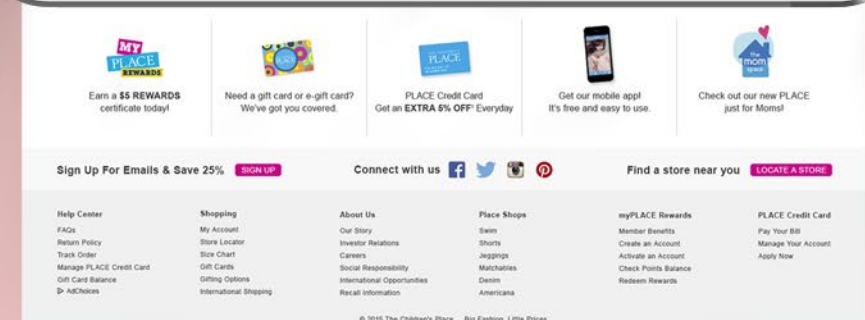 MY
PLACE
REWARDS
Earn a $5 REWARDS
certificate today!
PLACE
Need a gift card or e-gift card?
We've got you covered.
PLACE
PLACE Credit Card
Get an EXTRA 5% OFF† Everyday
Get our mobile app!
It's free and easy to use.
the
mom
space
Check out our new PLACE
just for Moms!
Sign Up For Emails & Save 25% SIGN UP
Connect with us
Find a store near you LOCATE A STORE
Help Center
FAQs
Return Policy
Track Order
Manage PLACE Credit Card
Gift Card Balance
AdChoices
Shopping
My Account
Store Locator
Size Chart
Gift Cards
Gifting Options
International Shipping
About Us
Our Story
Investor Relations
Careers
Social Responsibility
International Opportunities
Recall Information
Place Shops
Swim
Shorts
Jeggings
Matchables
Denim
Americana
myPLACE Rewards
Member Benefits
Create an Account
Activate an Account
Check Points Balance
Redeem Rewards
PLACE Credit Card
Pay Your Bill
Manage Your Account
Apply Now
© 2015 The Children's Place Big Fashion, Little Prices